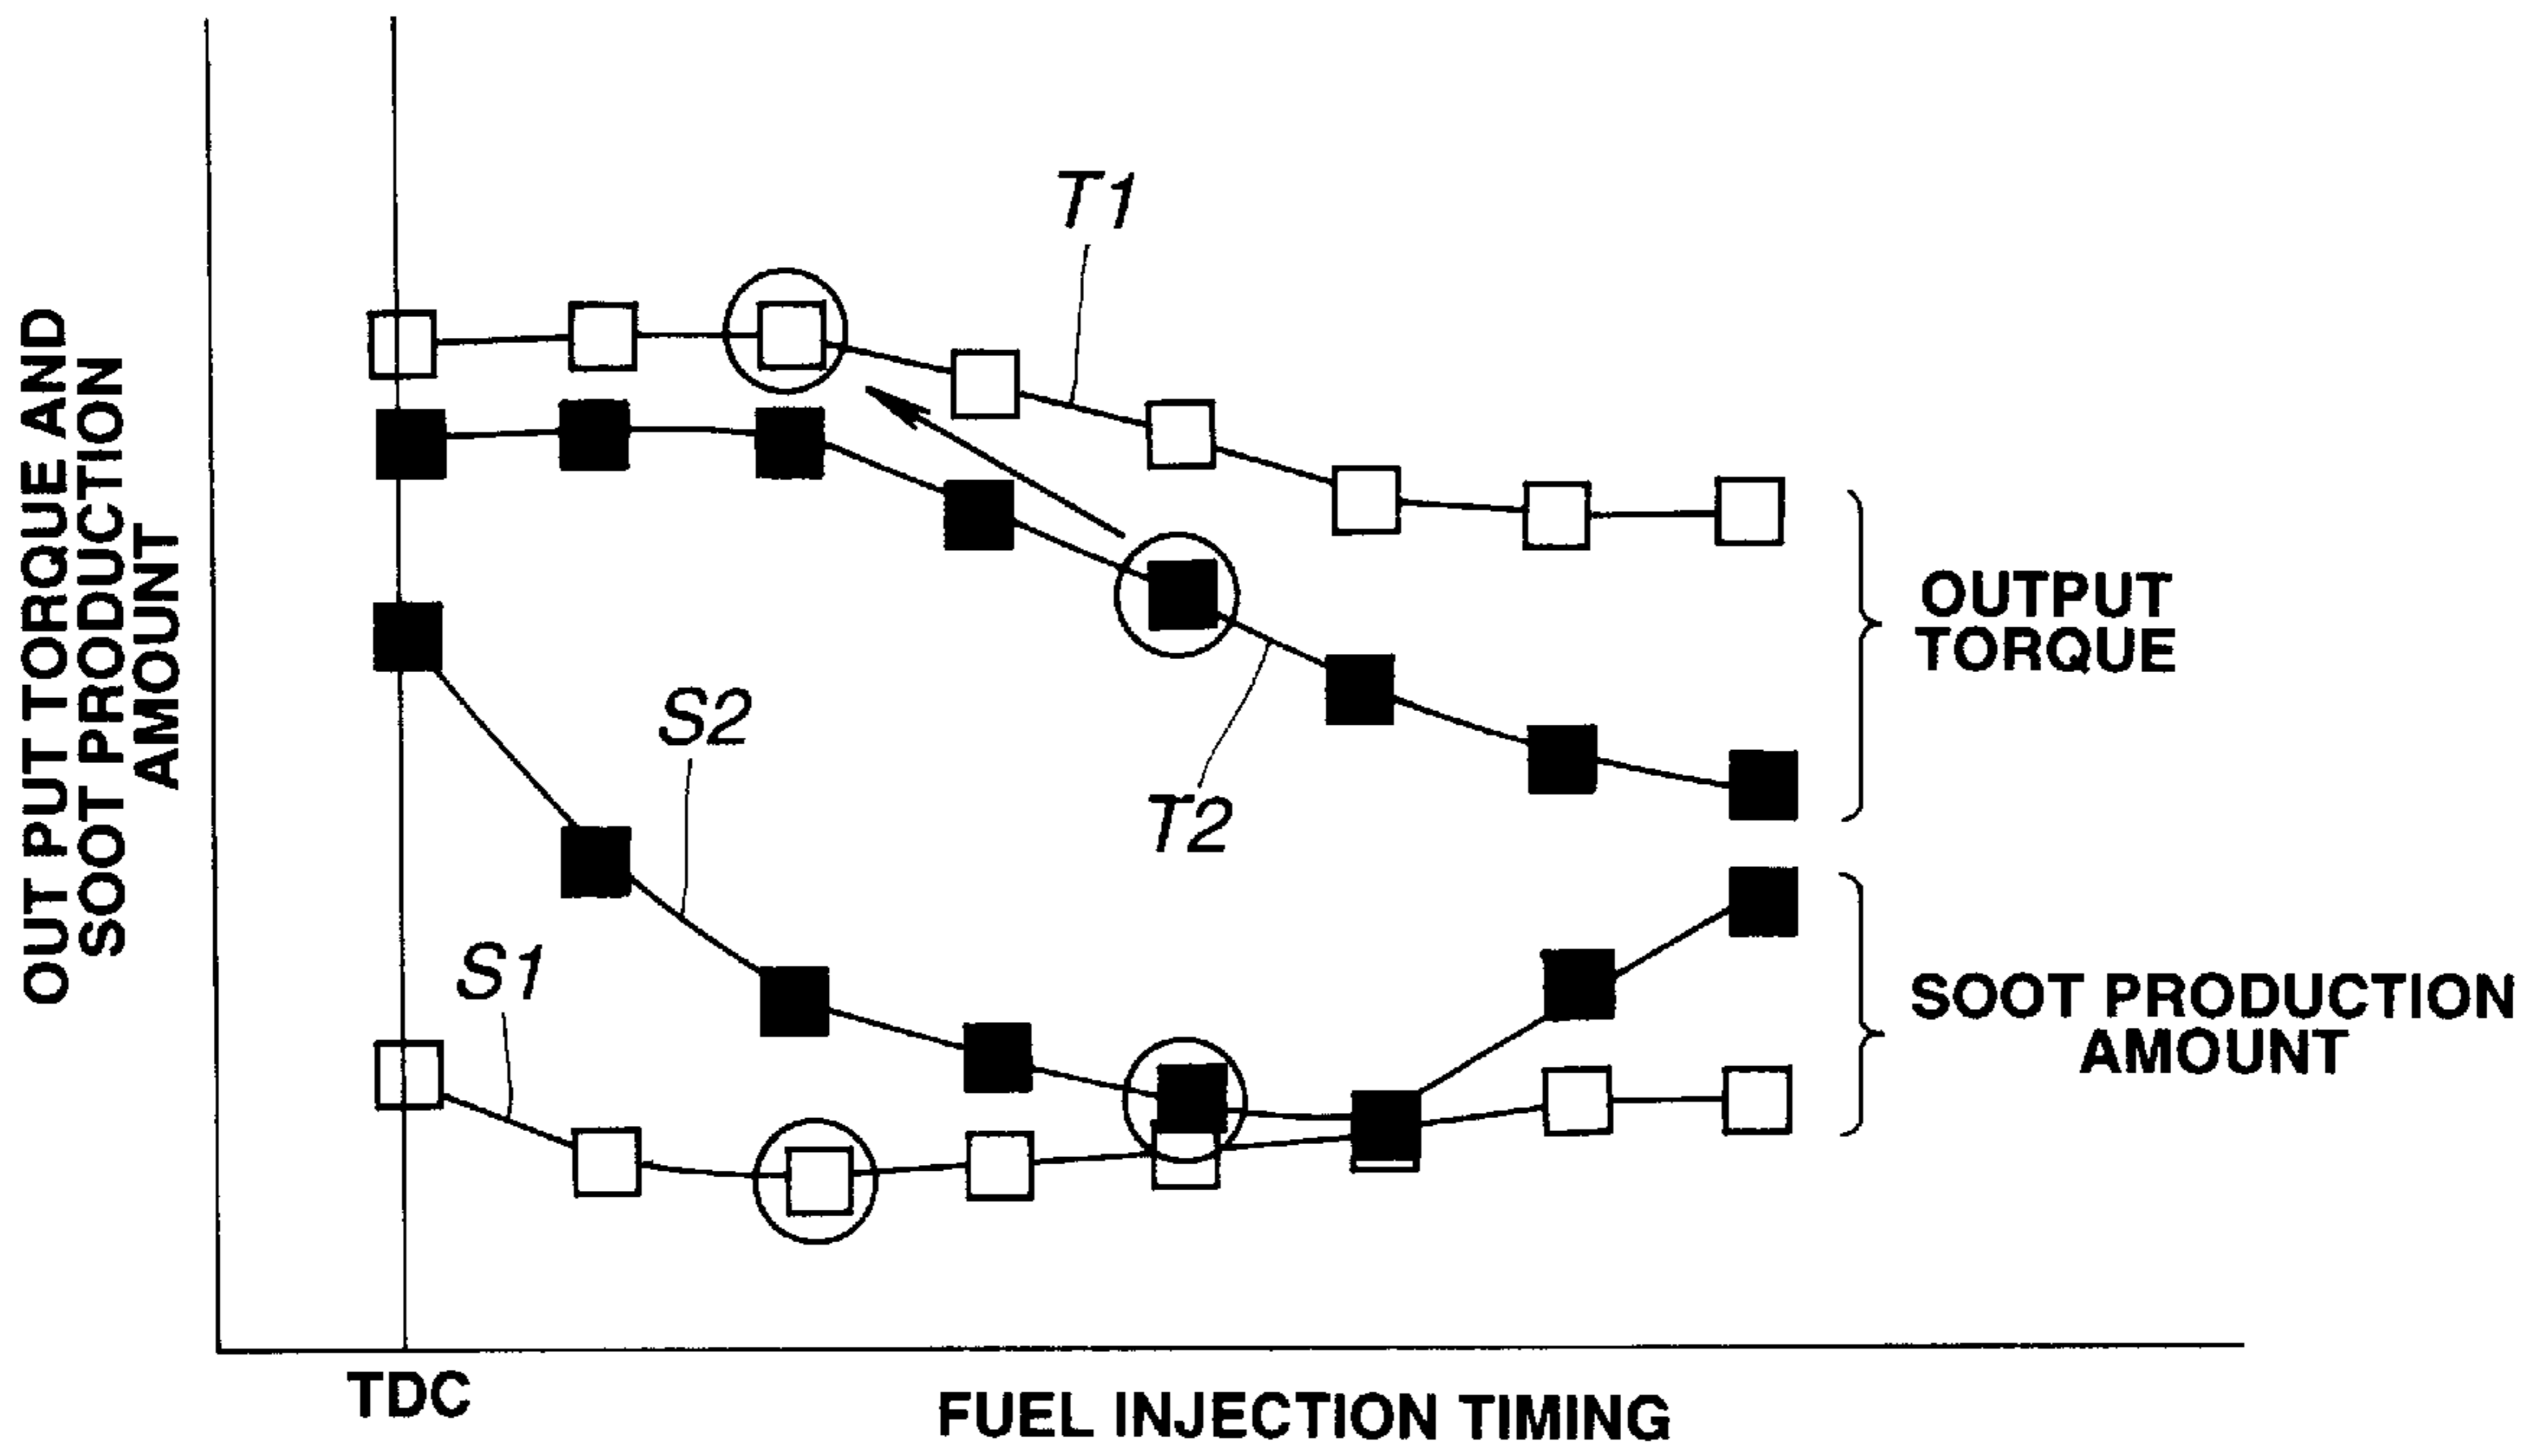 OUT PUT TORQUE AND
SOOT PRODUCTION
AMOUNT
T1
S2
T2
S1
OUTPUT
TORQUE
SOOT PRODUCTION
AMOUNT
TDC
FUEL INJECTION TIMING